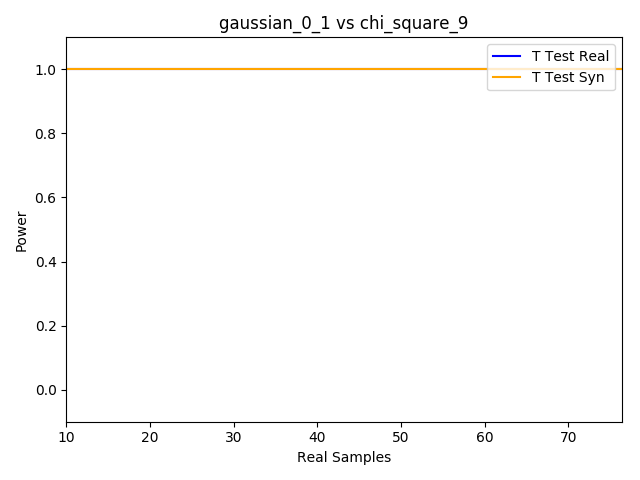 gaussian_0_1 vs chi_square_9
T Test Real
T Test Syn
1.0
0.8
0.6
0.4
0.2
0.0
Power
10 20 30 40 50 60 70
Real Samples